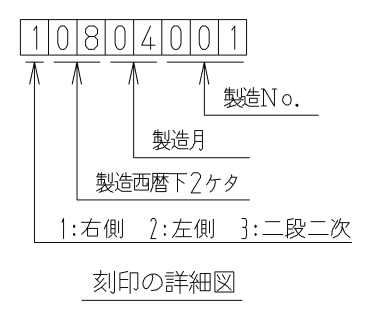 10804001
製造No.
製造月
製造西暦下2ケタ
1:右側 2:左側 3:二段二次
刻印の詳細図